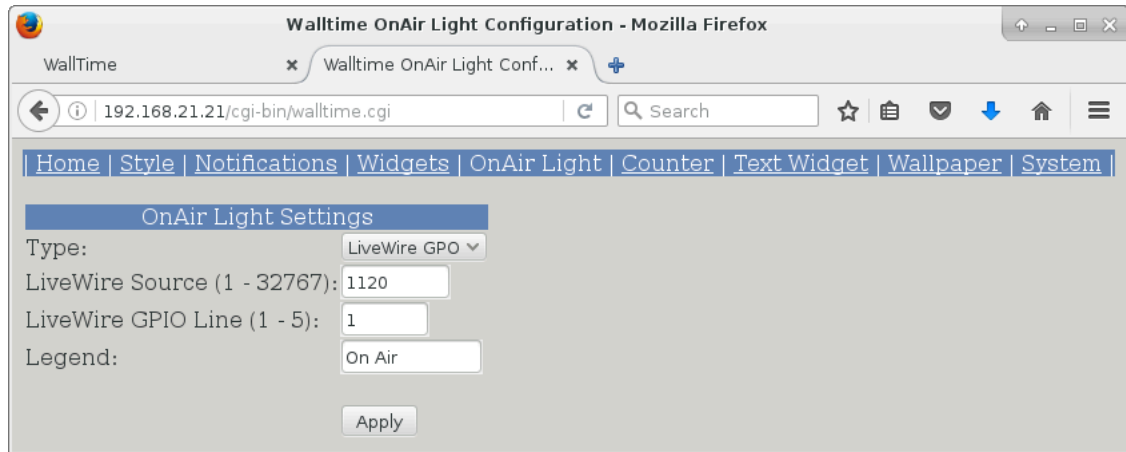 Walltime OnAir Light Configuration - Mozilla Firefox
WallTime
Walltime OnAir Light Conf...
192.168.21.21/cgi-bin/walltime.cgi
Search
| Home | Style | Notifications | Widgets | OnAir Light | Counter | Text Widget | Wallpaper | System |
OnAir Light Settings
Type: LiveWire GPO
LiveWire Source (1 - 32767): 1120
LiveWire GPIO Line (1 - 5): 1
Legend: On Air
Apply